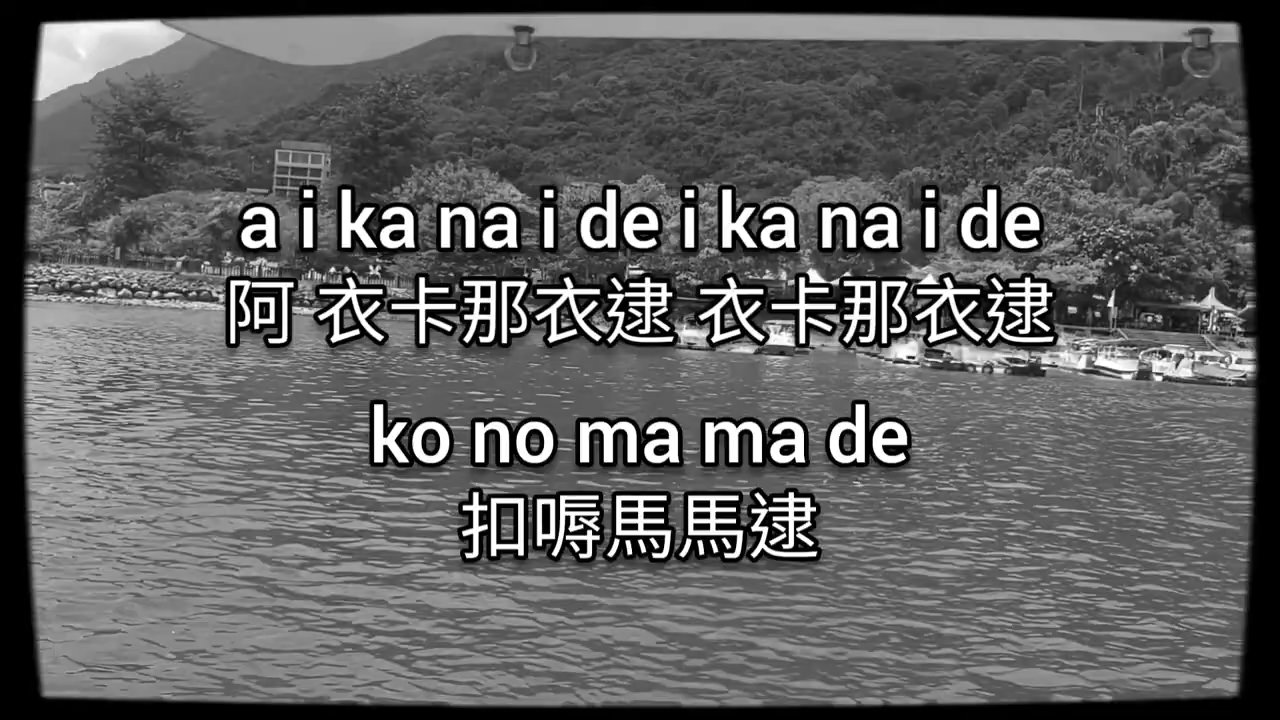 a i ka na i de i ka na i de
阿 衣卡那衣逮 衣卡那衣逮
ko no ma ma de
扣嗕馬馬逮